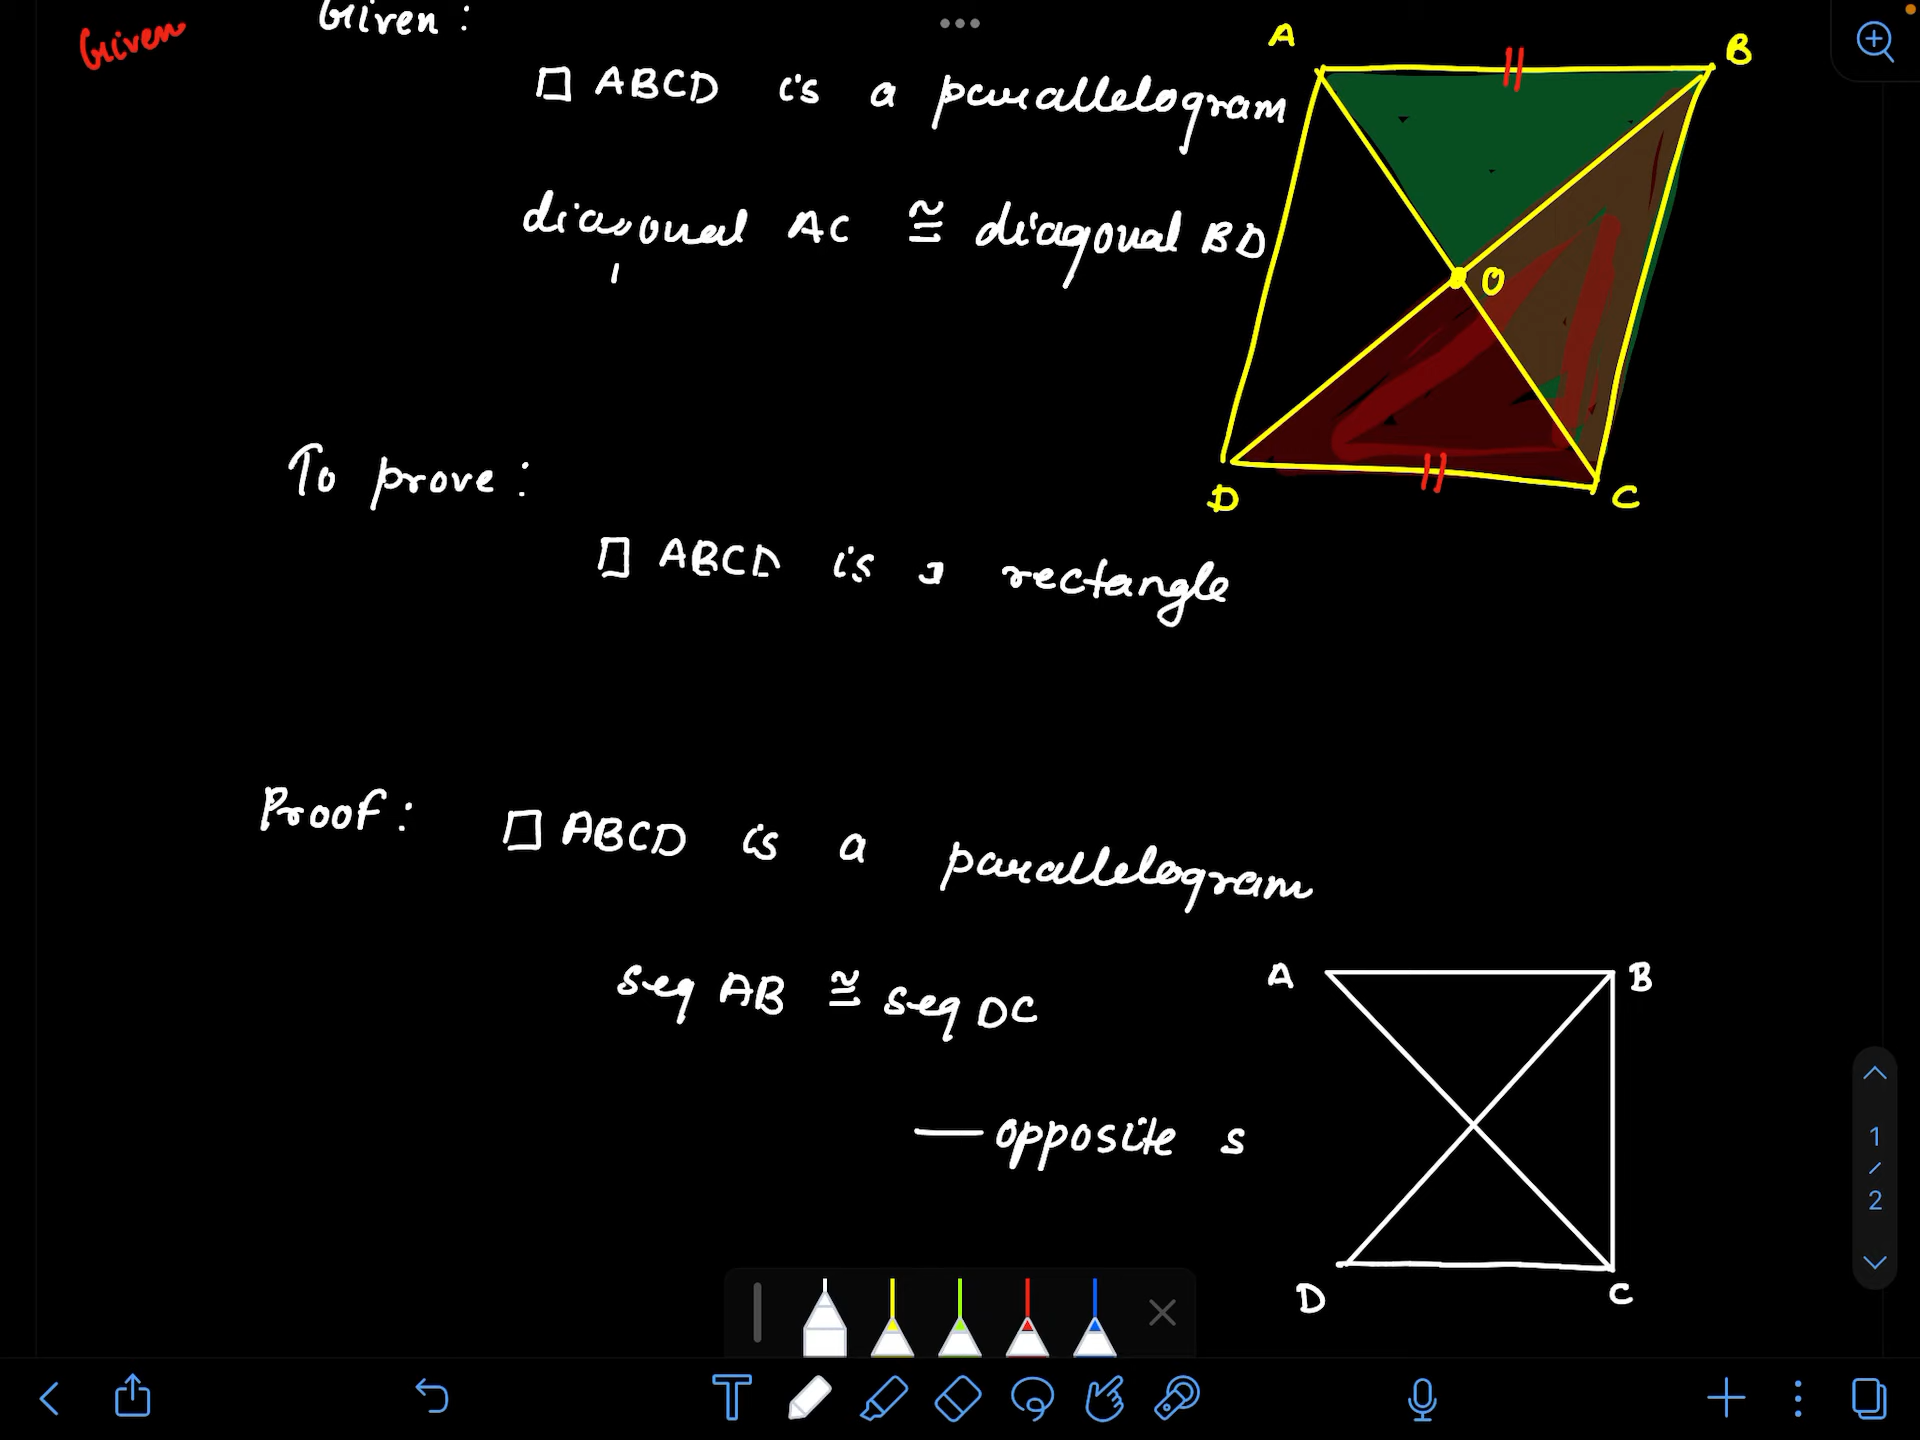 Given
Given :
□ ABCD is a parallelogram
diagonal AC ≅ diagonal BD
A
B
O
D
C
To prove :
□ ABCD is a rectangle
Proof : □ ABCD is a parallelogram
seg AB ≅ seg DC
— opposite s
A
B
D
C
1
/
2
T